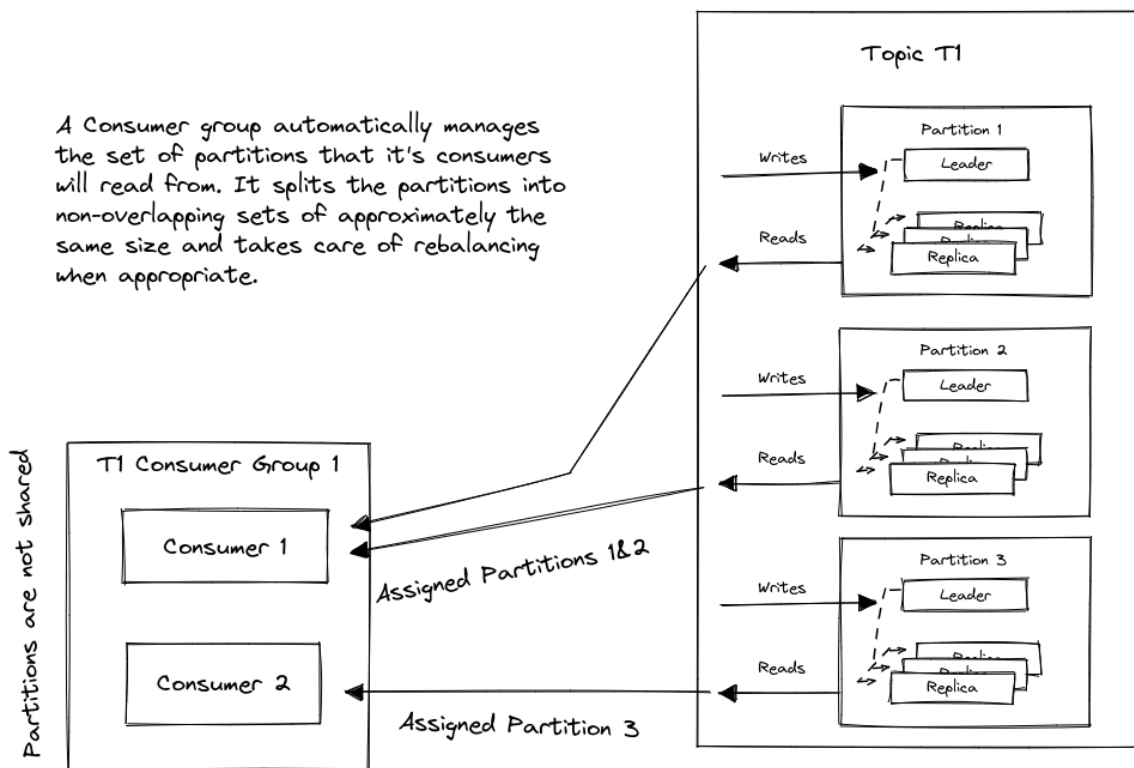 Topic T1
A Consumer group automatically manages
the set of partitions that it's consumers
will read from. It splits the partitions into
non-overlapping sets of approximately the
same size and takes care of rebalancing
when appropriate.
Partition 1
Writes
Leader
Replica
Reads
Replica
Partition 2
Writes
Leader
Replica
Reads
Replica
Partition 3
Writes
Leader
Replica
Reads
Replica
Partitions are not shared
T1 Consumer Group 1
Consumer 1
Assigned Partitions 1&2
Consumer 2
Assigned Partition 3